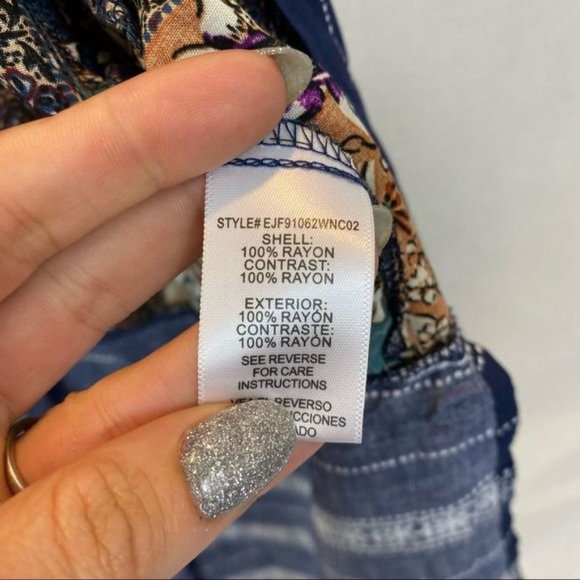 STYLE# EJF91062WNC02
SHELL:
100% RAYON
CONTRAST:
100% RAYON
EXTERIOR:
100% RAYÓN
CONTRASTE:
100% RAYÓN
SEE REVERSE
FOR CARE
INSTRUCTIONS
REVERSO